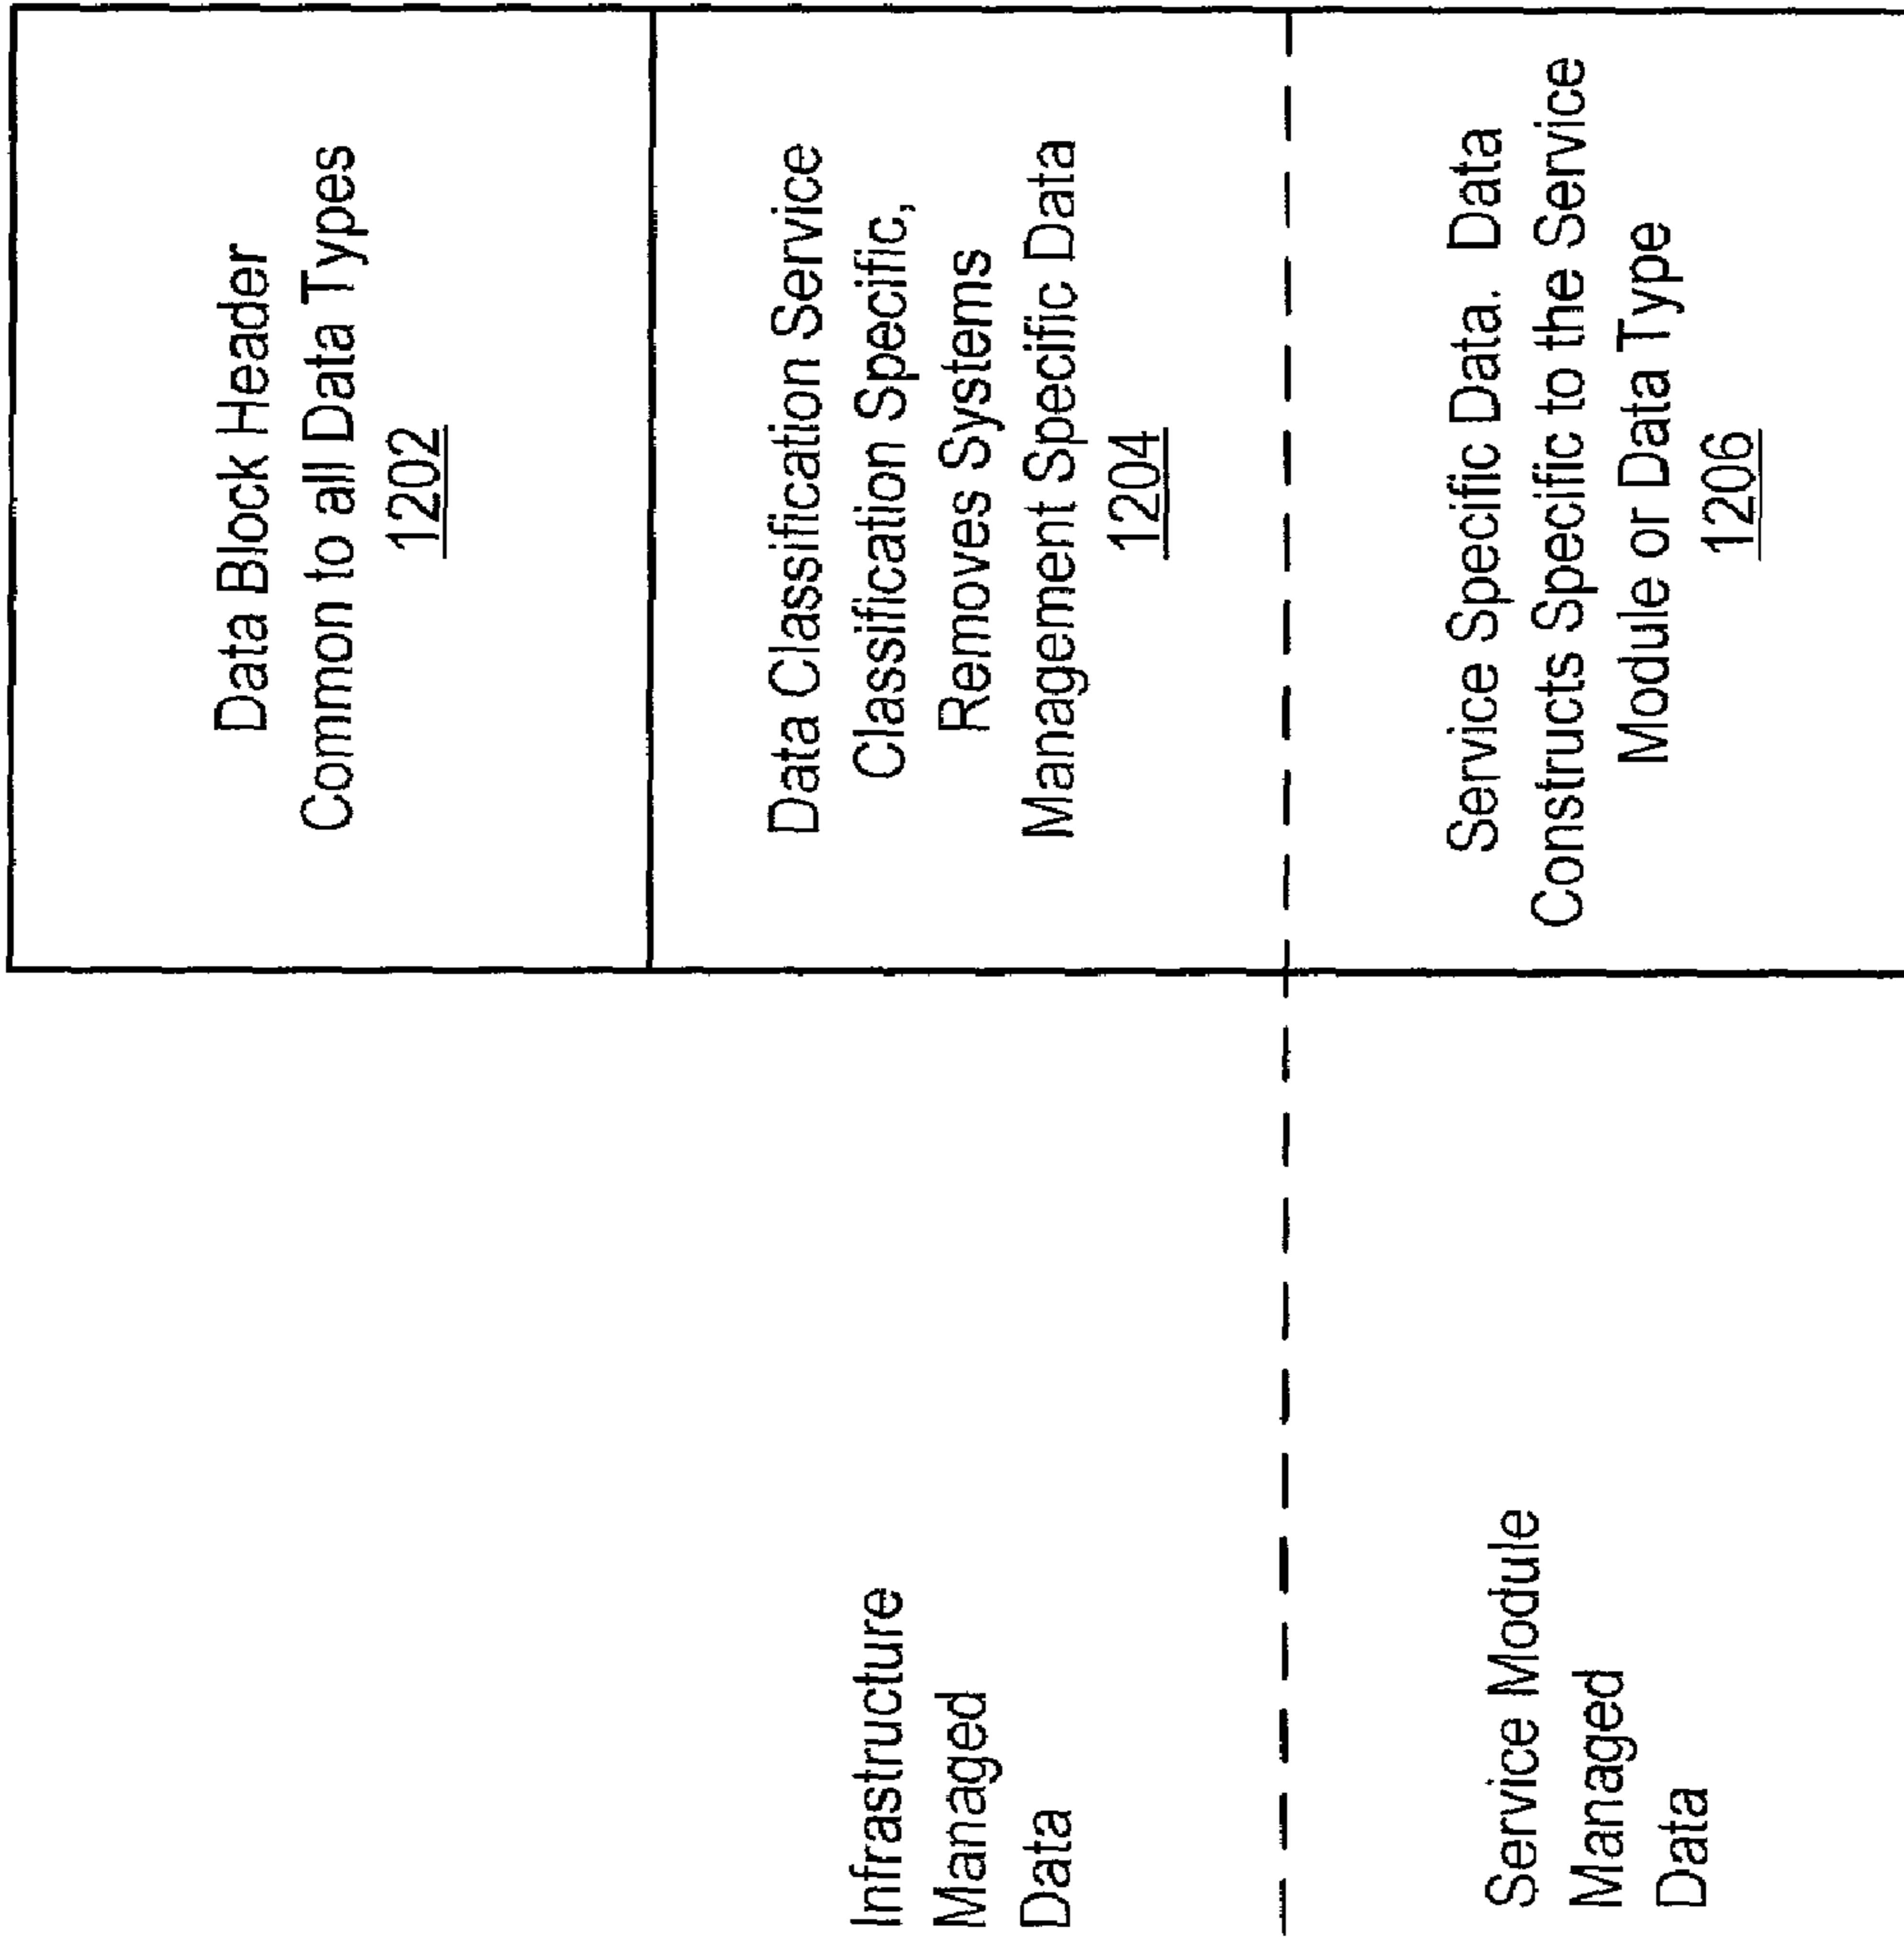 Data Block Header
Common to all Data Types
1202
Infrastructure
Managed
Data
Data Classification Service
Classification Specific,
Removes Systems
Management Specific Data
1204
Service Module
Managed
Data
Service Specific Data. Data
Constructs Specific to the Service
Module or Data Type
1206